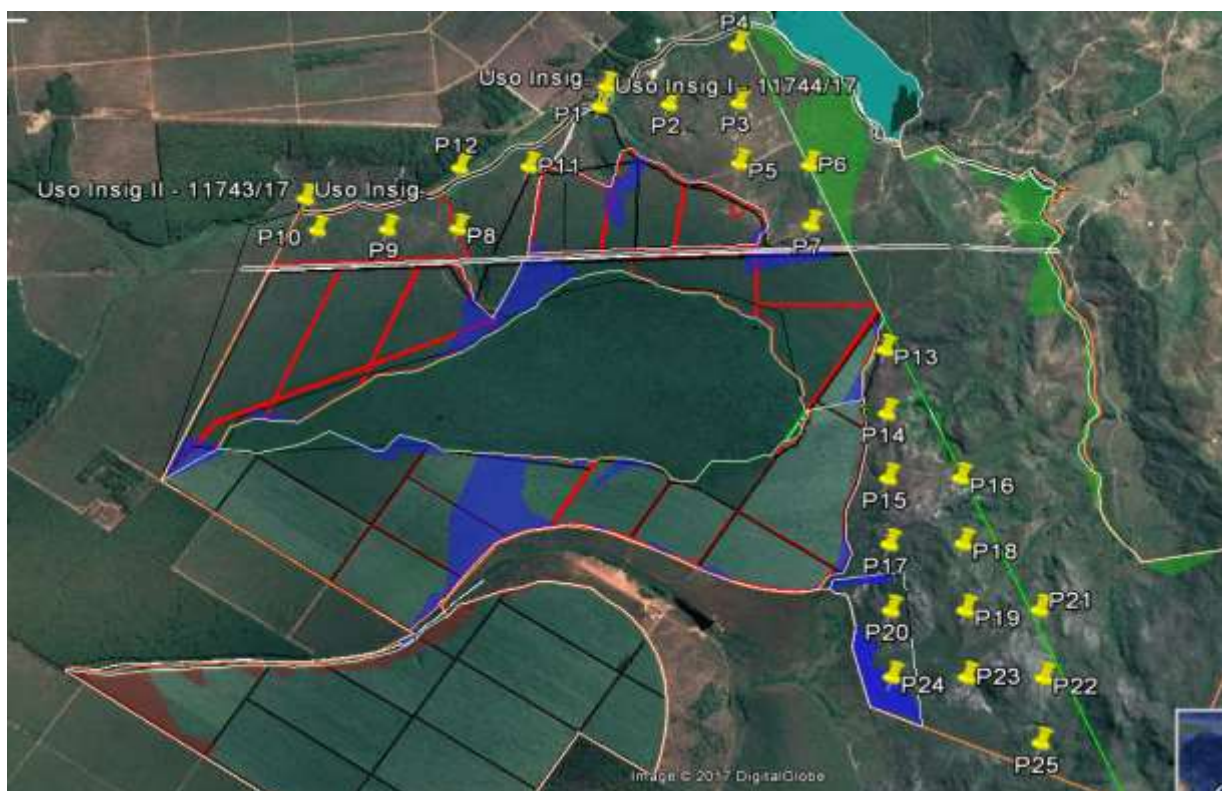 P4
Uso Insig.
Uso Insig.I - 11744/17
P1
P2
P3
P12
P11
P5
P6
Uso Insig.II - 11743/17
Uso Insig.
P10
P9
P8
P7
P13
P14
P15
P16
P17
P18
P20
P19
P21
P24
P23
P22
P25
Image © 2017 DigitalGlobe